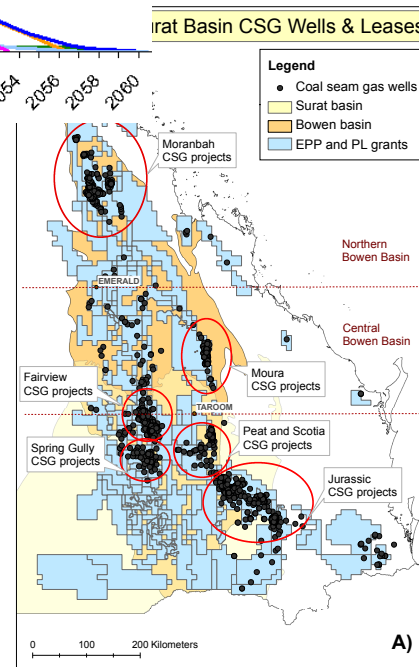 urat Basin CSG Wells & Leases
054
2056
2058
2060
Legend
Coal seam gas wells
Surat basin
Bowen basin
EPP and PL grants
Moranbah
CSG projects
Northern
Bowen Basin
EMERALD
Central
Bowen Basin
Fairview
CSG projects
Moura
CSG projects
TAROOM
Peat and Scotia
CSG projects
Spring Gully
CSG projects
Jurassic
CSG projects
0 100 200 Kilometers
A)